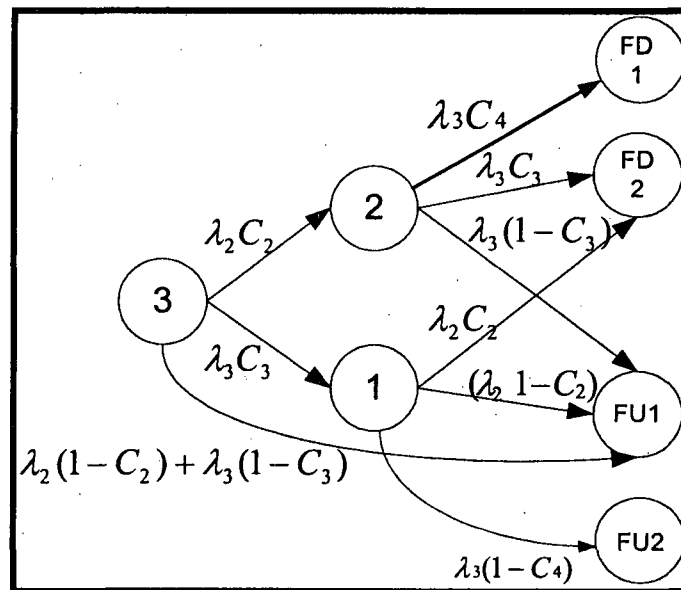 FD
1
λ₃C₄
FD
2
λ₃C₃
2
λ₃(1−C₃)
λ₂C₂
3
λ₂C₂
λ₃C₃
1
(λ₂ 1−C₂)
FU1
λ₂(1−C₂)+λ₃(1−C₃)
FU2
λ₃(1−C₄)